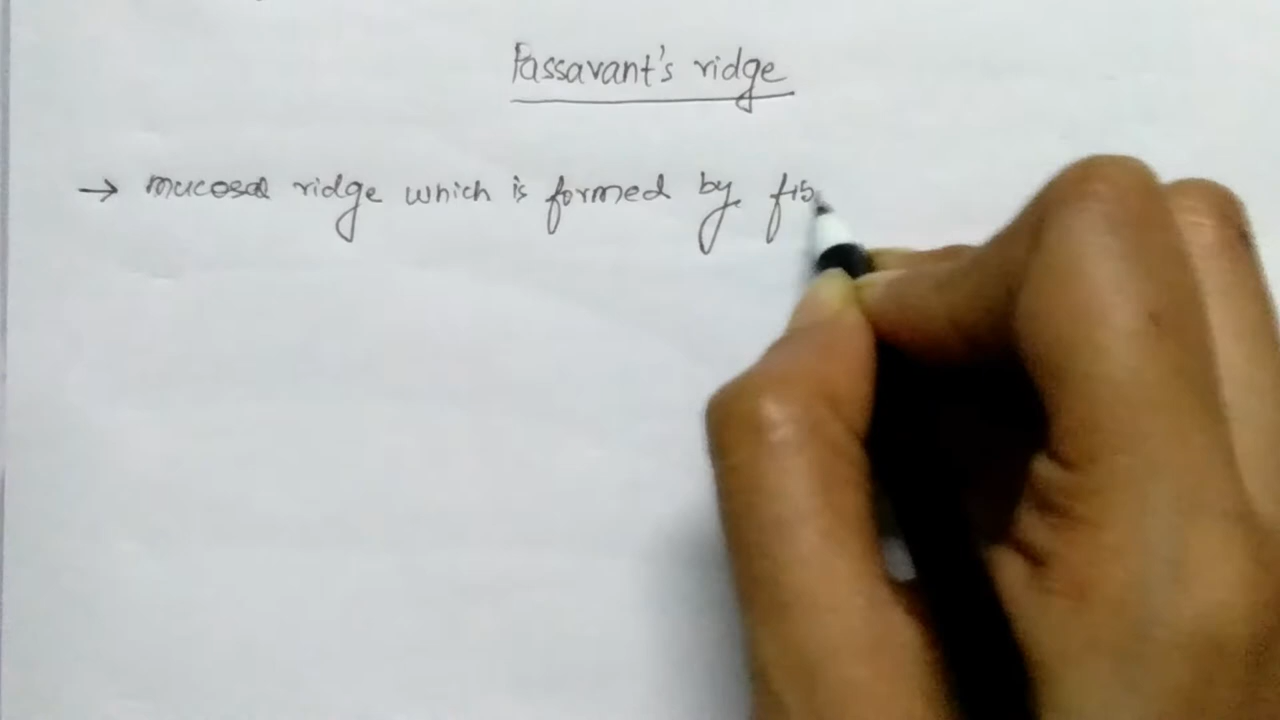 Passavant's ridge
→ mucosal ridge which is formed by